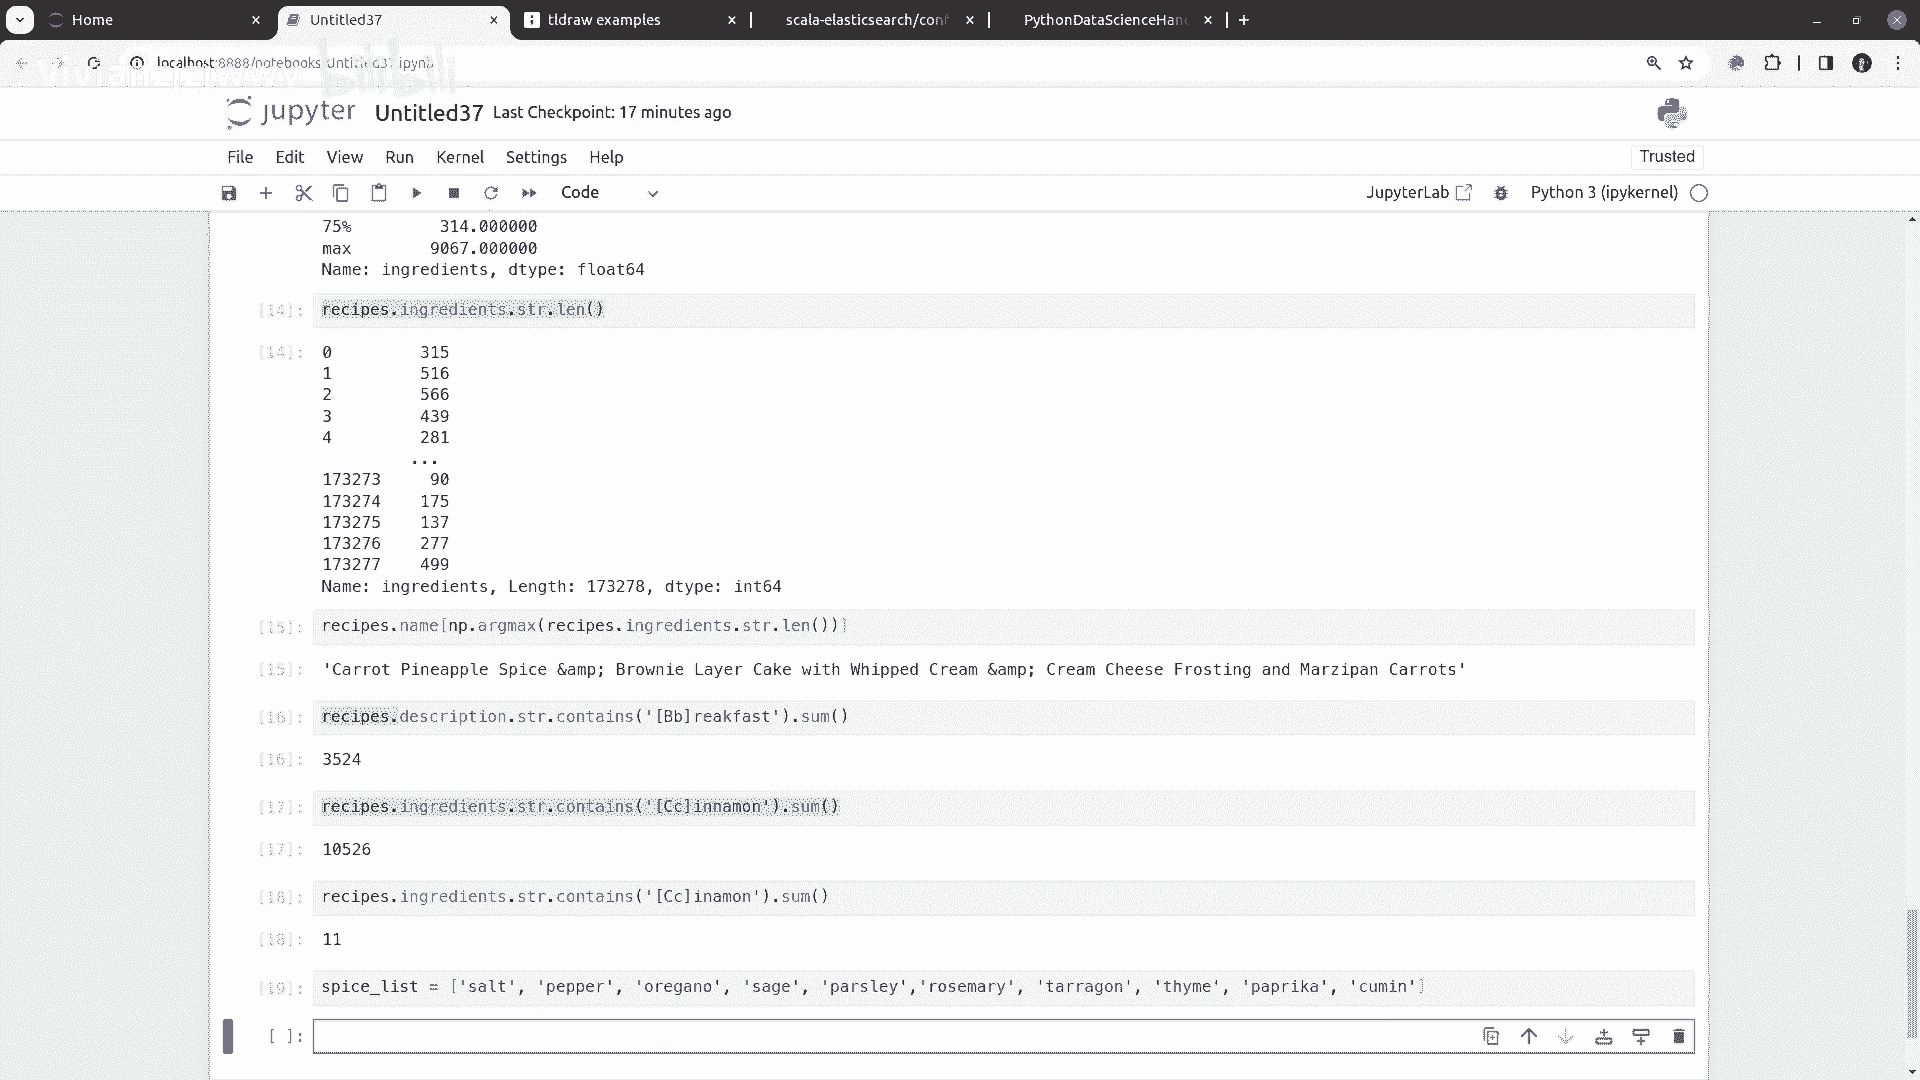 Home
Untitled37
tldraw examples
scala-elasticsearch/conf
PythonDataScienceHan
localhost:8888/notebooks/Untitled37.ipynb
jupyter Untitled37 Last Checkpoint: 17 minutes ago
File Edit View Run Kernel Settings Help Trusted
Code JupyterLab Python 3 (ipykernel)
75% 314.000000
max 9067.000000
Name: ingredients, dtype: float64
[14]: recipes.ingredients.str.len()
[14]: 0 315
1 516
2 566
3 439
4 281
...
173273 90
173274 175
173275 137
173276 277
173277 499
Name: ingredients, Length: 173278, dtype: int64
[15]: recipes.name[np.argmax(recipes.ingredients.str.len())]
[15]: 'Carrot Pineapple Spice &amp; Brownie Layer Cake with Whipped Cream &amp; Cream Cheese Frosting and Marzipan Carrots'
[16]: recipes.description.str.contains('[Bb]reakfast').sum()
[16]: 3524
[17]: recipes.ingredients.str.contains('[Cc]innamon').sum()
[17]: 10526
[18]: recipes.ingredients.str.contains('[Cc]inamon').sum()
[18]: 11
[19]: spice_list = ['salt', 'pepper', 'oregano', 'sage', 'parsley','rosemary', 'tarragon', 'thyme', 'paprika', 'cumin']
[ ]: